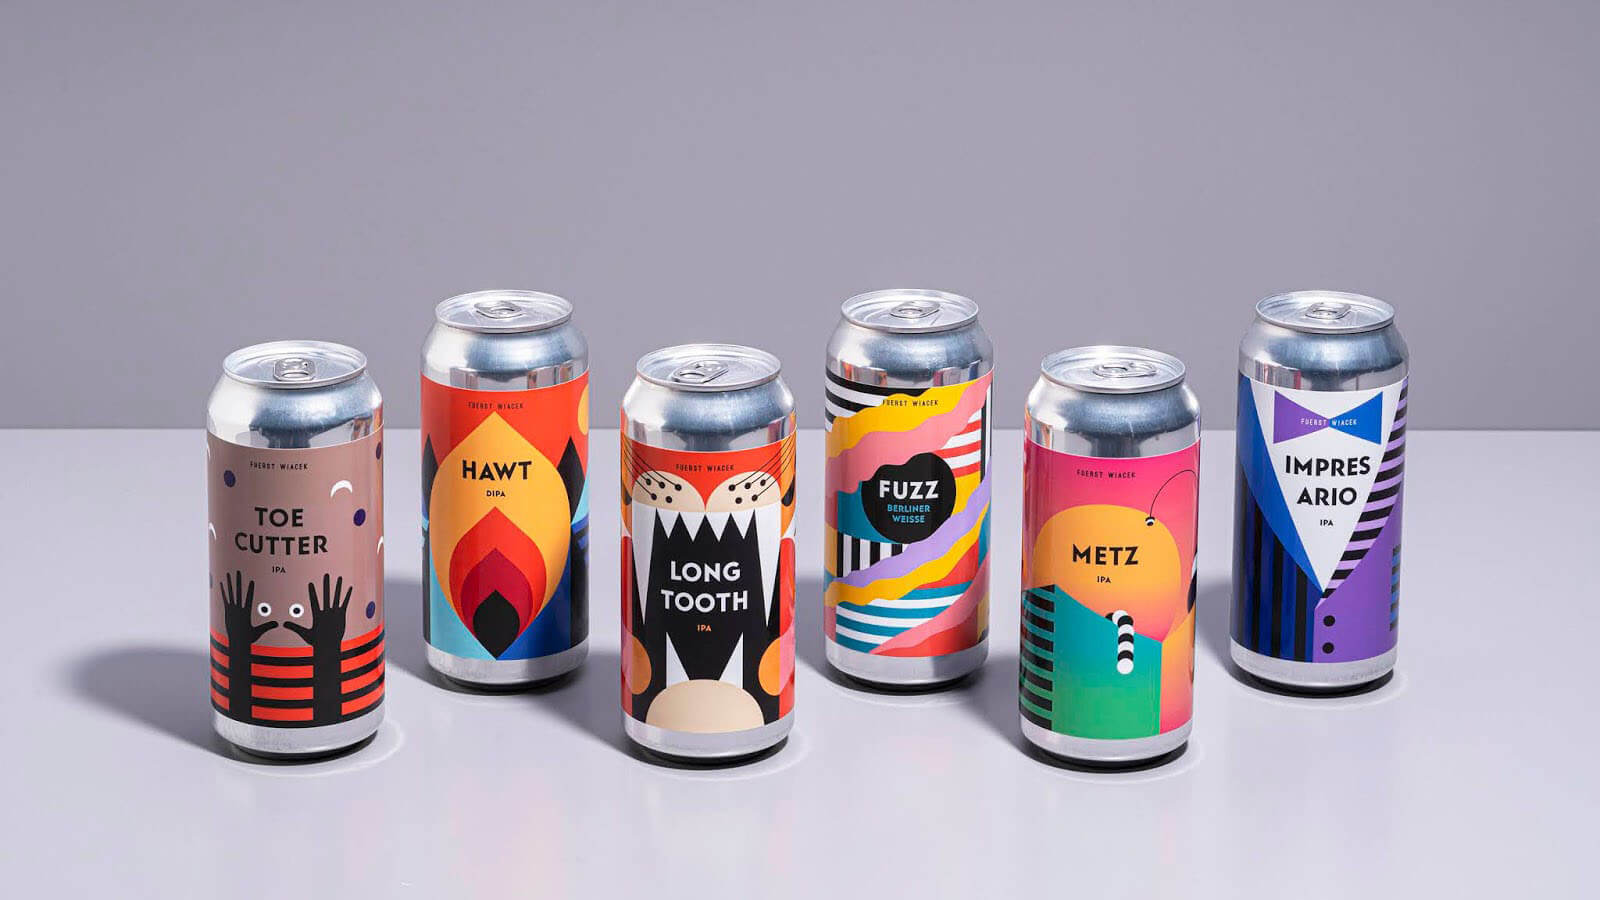 FUERST WIACEK
TOE
CUTTER
IPA
FUERST WIACEK
HAWT
DIPA
FUERST WIACEK
LONG
TOOTH
IPA
FUERST WIACEK
FUZZ
BERLINER
WEISSE
FUERST WIACEK
METZ
IPA
FUERST WIACEK
IMPRES
ARIO
IPA